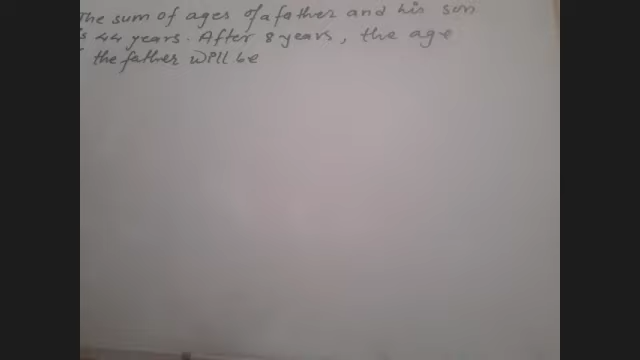 The sum of ages of a father and his son
is 44 years. After 8 years, the age
the father will be